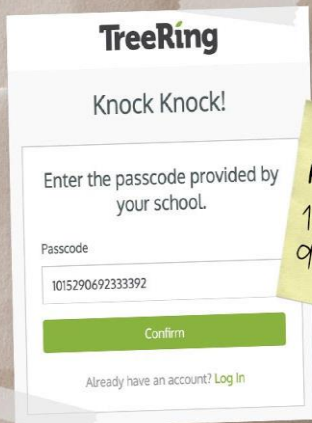 TreeRing
Knock Knock!
Enter the passcode provided by
your school.
Passcode
1015290692333392
Confirm
Already have an account? Log In